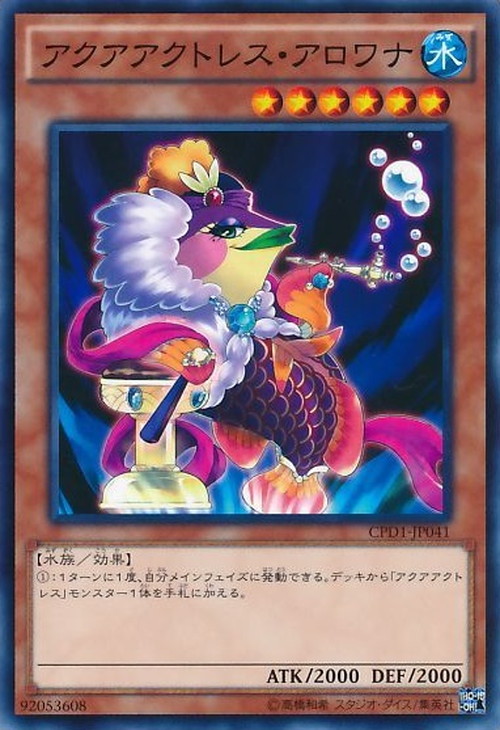 アクアアクトレス・アロワナ
みず
水
CPD1-JP041
【水族／効果】
①:1ターンに1度、自分メインフェイズに発動できる。デッキから「アクアアクト
レス」モンスター1体を手札に加える。
ATK/2000 DEF/2000
92053608
©高橋和希 スタジオ・ダイス/集英社